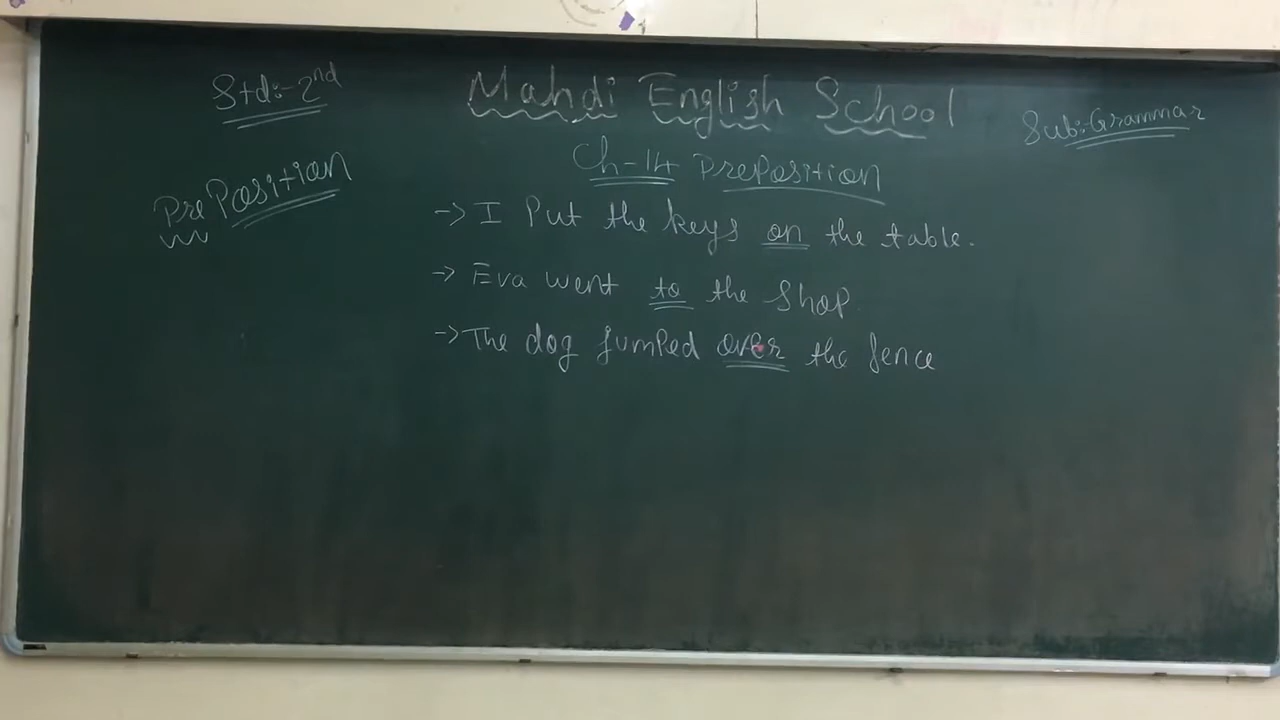 Std:-2nd
Mahdi English School
Sub:-Grammar
Ch-14 Preposition
PrePosition
-> I Put the keys on the table.
-> Eva went to the Shop.
-> The dog jumped over the fence